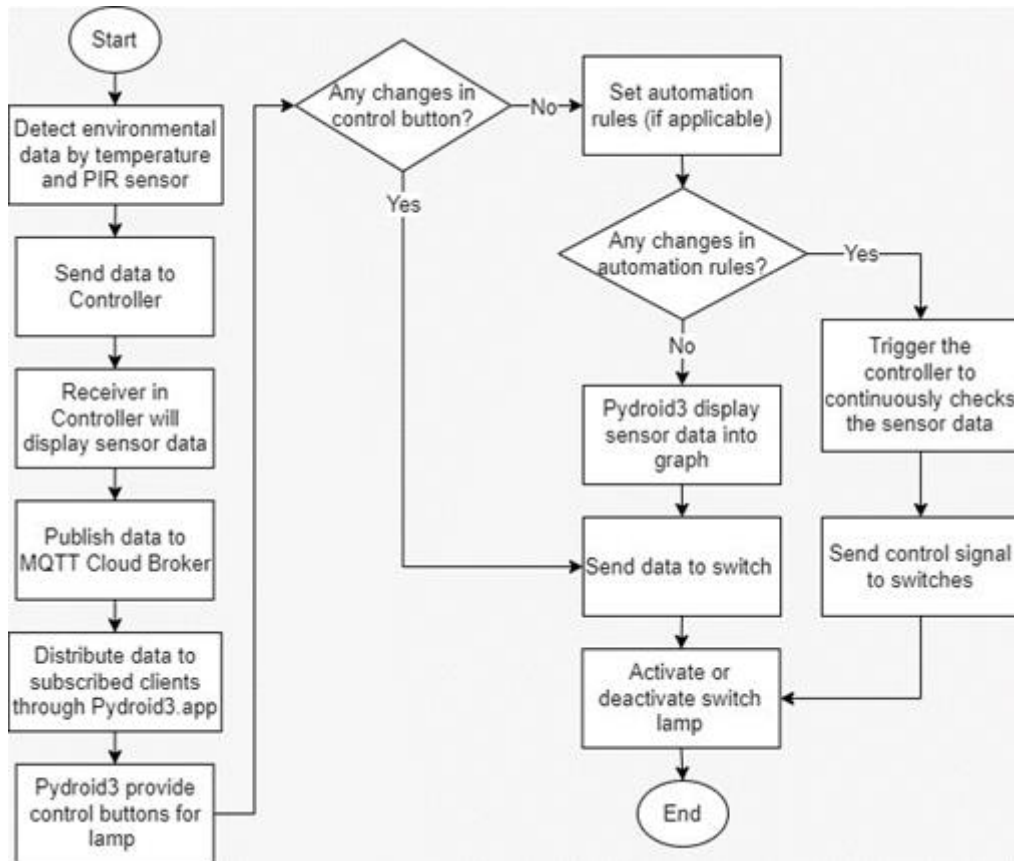 Start
Detect environmental
data by temperature
and PIR sensor
Send data to
Controller
Receiver in
Controller will
display sensor data
Publish data to
MQTT Cloud Broker
Distribute data to
subscribed clients
through Pydroid3.app
Pydroid3 provide
control buttons for
lamp
Any changes in
control button?
No
Yes
Set automation
rules (if applicable)
Any changes in
automation rules?
Yes
No
Pydroid3 display
sensor data into
graph
Send data to switch
Trigger the
controller to
continuously checks
the sensor data
Send control signal
to switches
Activate or
deactivate switch
lamp
End